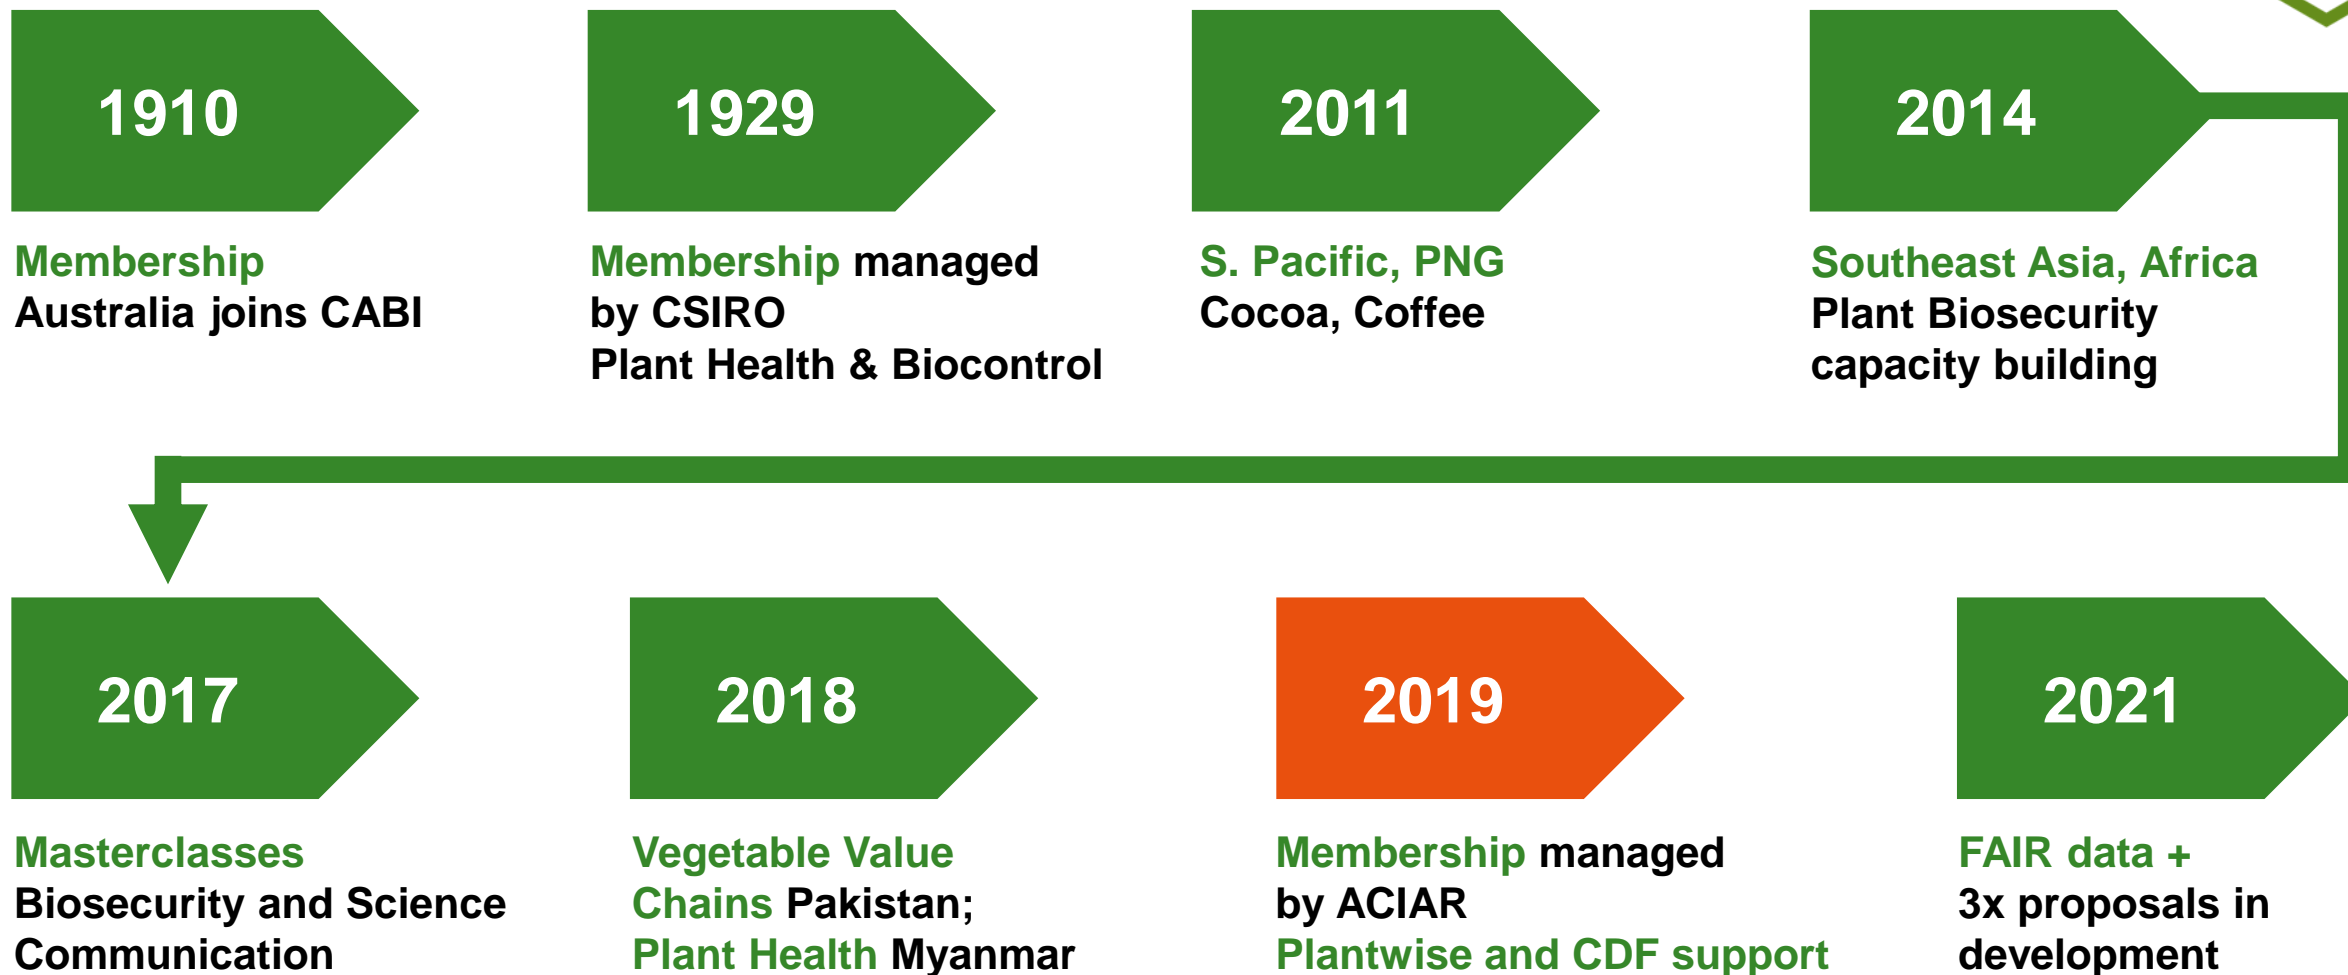 1910
Membership
Australia joins CABI
1929
Membership managed
by CSIRO
Plant Health & Biocontrol
2011
S. Pacific, PNG
Cocoa, Coffee
2014
Southeast Asia, Africa
Plant Biosecurity
capacity building
2017
Masterclasses
Biosecurity and Science
Communication
2018
Vegetable Value
Chains Pakistan;
Plant Health Myanmar
2019
Membership managed
by ACIAR
Plantwise and CDF support
2021
FAIR data +
3x proposals in
development